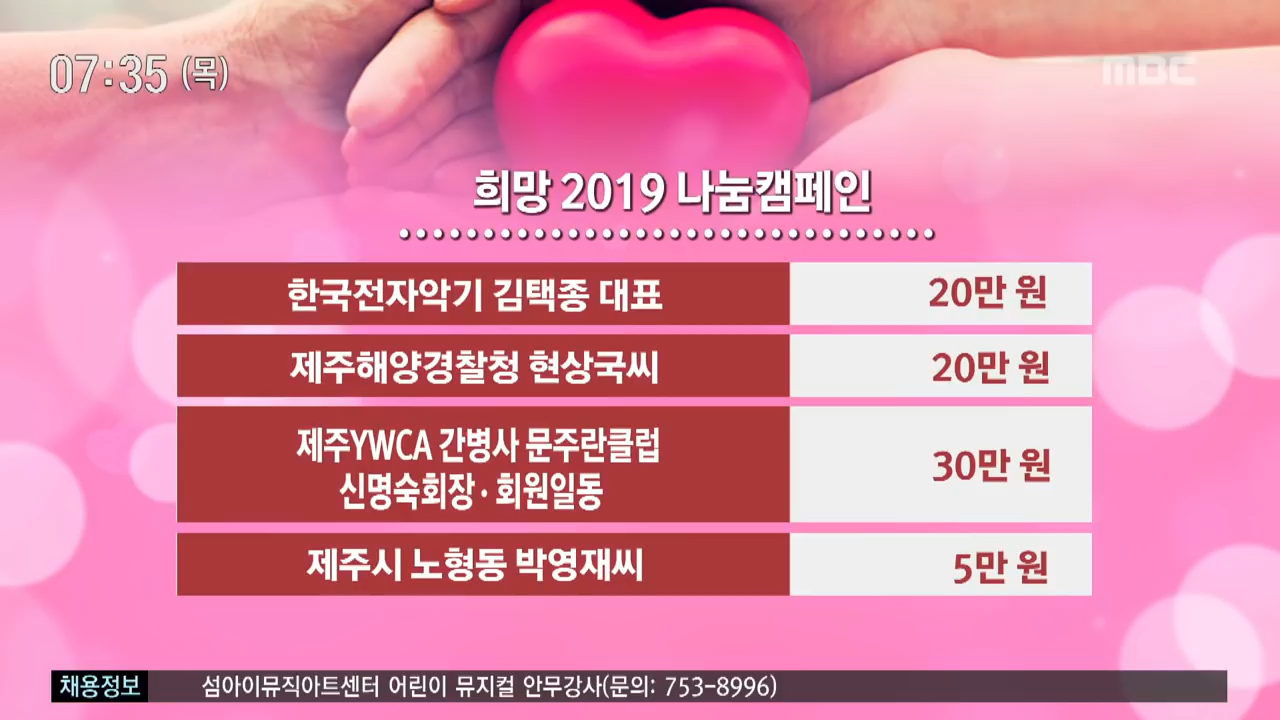 07:35 (목)
MBC
희망 2019 나눔캠페인
한국전자악기 김택종 대표
20만 원
제주해양경찰청 현상국씨
20만 원
제주YWCA 간병사 문주란클럽
신명숙회장·회원일동
30만 원
제주시 노형동 박영재씨
5만 원
채용정보
섬아이뮤직아트센터 어린이 뮤지컬 안무강사(문의: 753-8996)